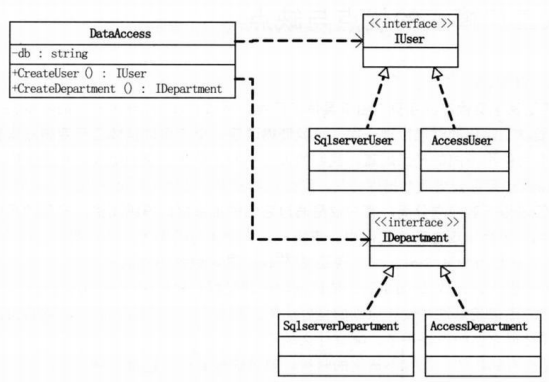 DataAccess
-db : string
+CreateUser () : IUser
+CreateDepartment () : IDepartment
<<interface >>
IUser
SqlserverUser
AccessUser
<<interface >>
IDepartment
SqlserverDepartment
AccessDepartment